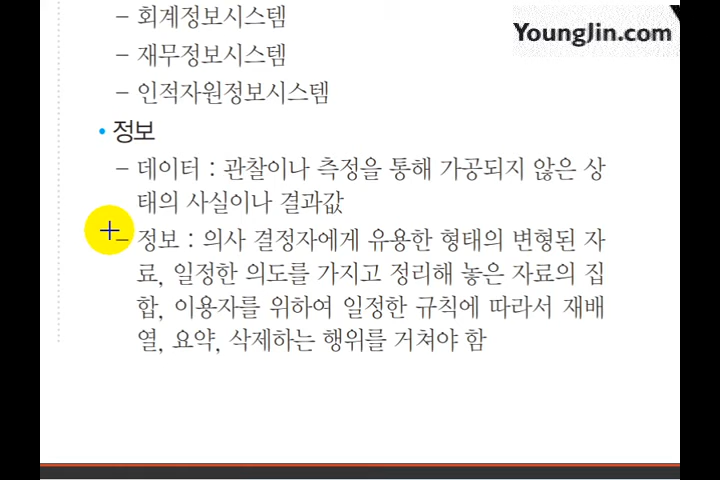 – 회계정보시스템
YoungJin.com
– 재무정보시스템
– 인적자원정보시스템
• 정보
– 데이터 : 관찰이나 측정을 통해 가공되지 않은 상
태의 사실이나 결과값
– 정보 : 의사 결정자에게 유용한 형태의 변형된 자
료, 일정한 의도를 가지고 정리해 놓은 자료의 집
합, 이용자를 위하여 일정한 규칙에 따라서 재배
열, 요약, 삭제하는 행위를 거쳐야 함